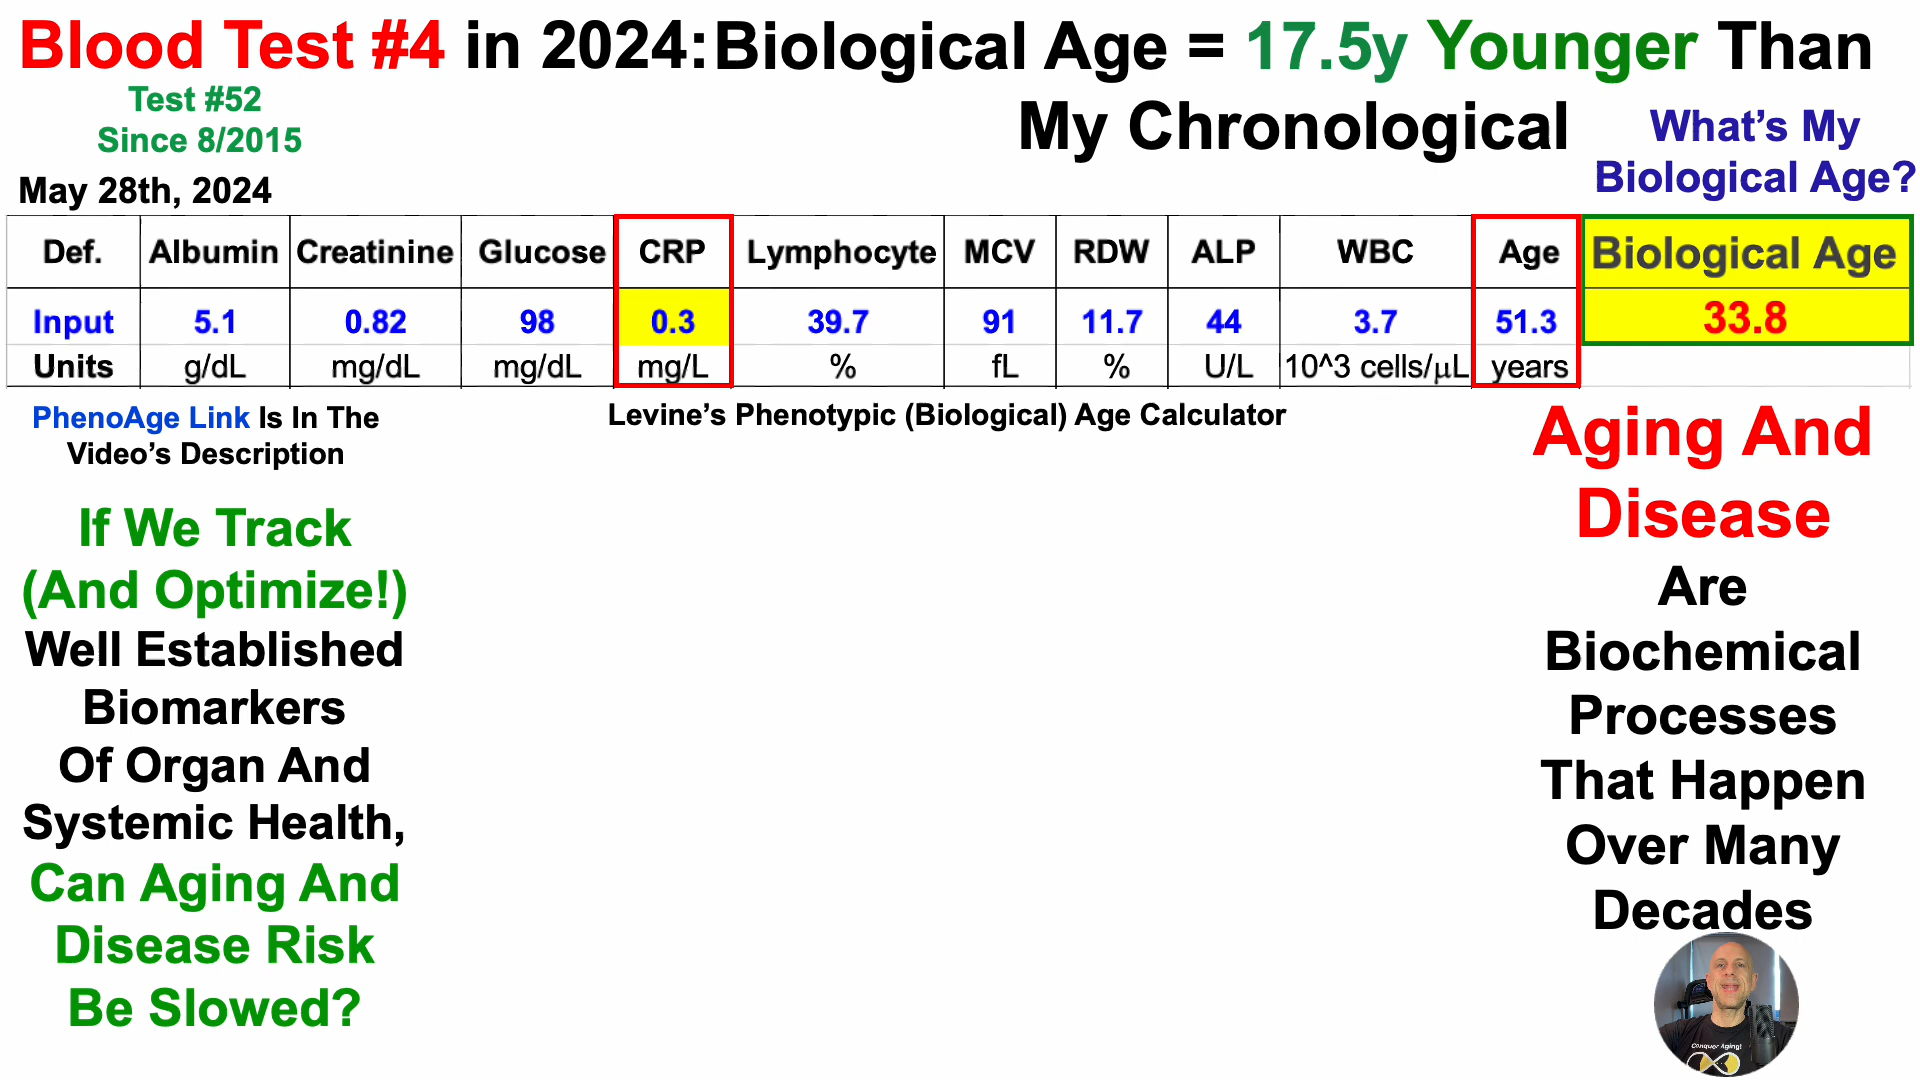 Blood Test #4 in 2024: Biological Age = 17.5y Younger Than
My Chronological
Test #52
Since 8/2015
May 28th, 2024
What's My
Biological Age?
Def. Albumin Creatinine Glucose CRP Lymphocyte MCV RDW ALP WBC Age Biological Age
Input 5.1 0.82 98 0.3 39.7 91 11.7 44 3.7 51.3 33.8
Units g/dL mg/dL mg/dL mg/L % fL % U/L 10^3 cells/μL years
PhenoAge Link Is In The
Video's Description
Levine's Phenotypic (Biological) Age Calculator
If We Track
(And Optimize!)
Well Established
Biomarkers
Of Organ And
Systemic Health,
Can Aging And
Disease Risk
Be Slowed?
Aging And
Disease
Are
Biochemical
Processes
That Happen
Over Many
Decades
Conquer Aging!